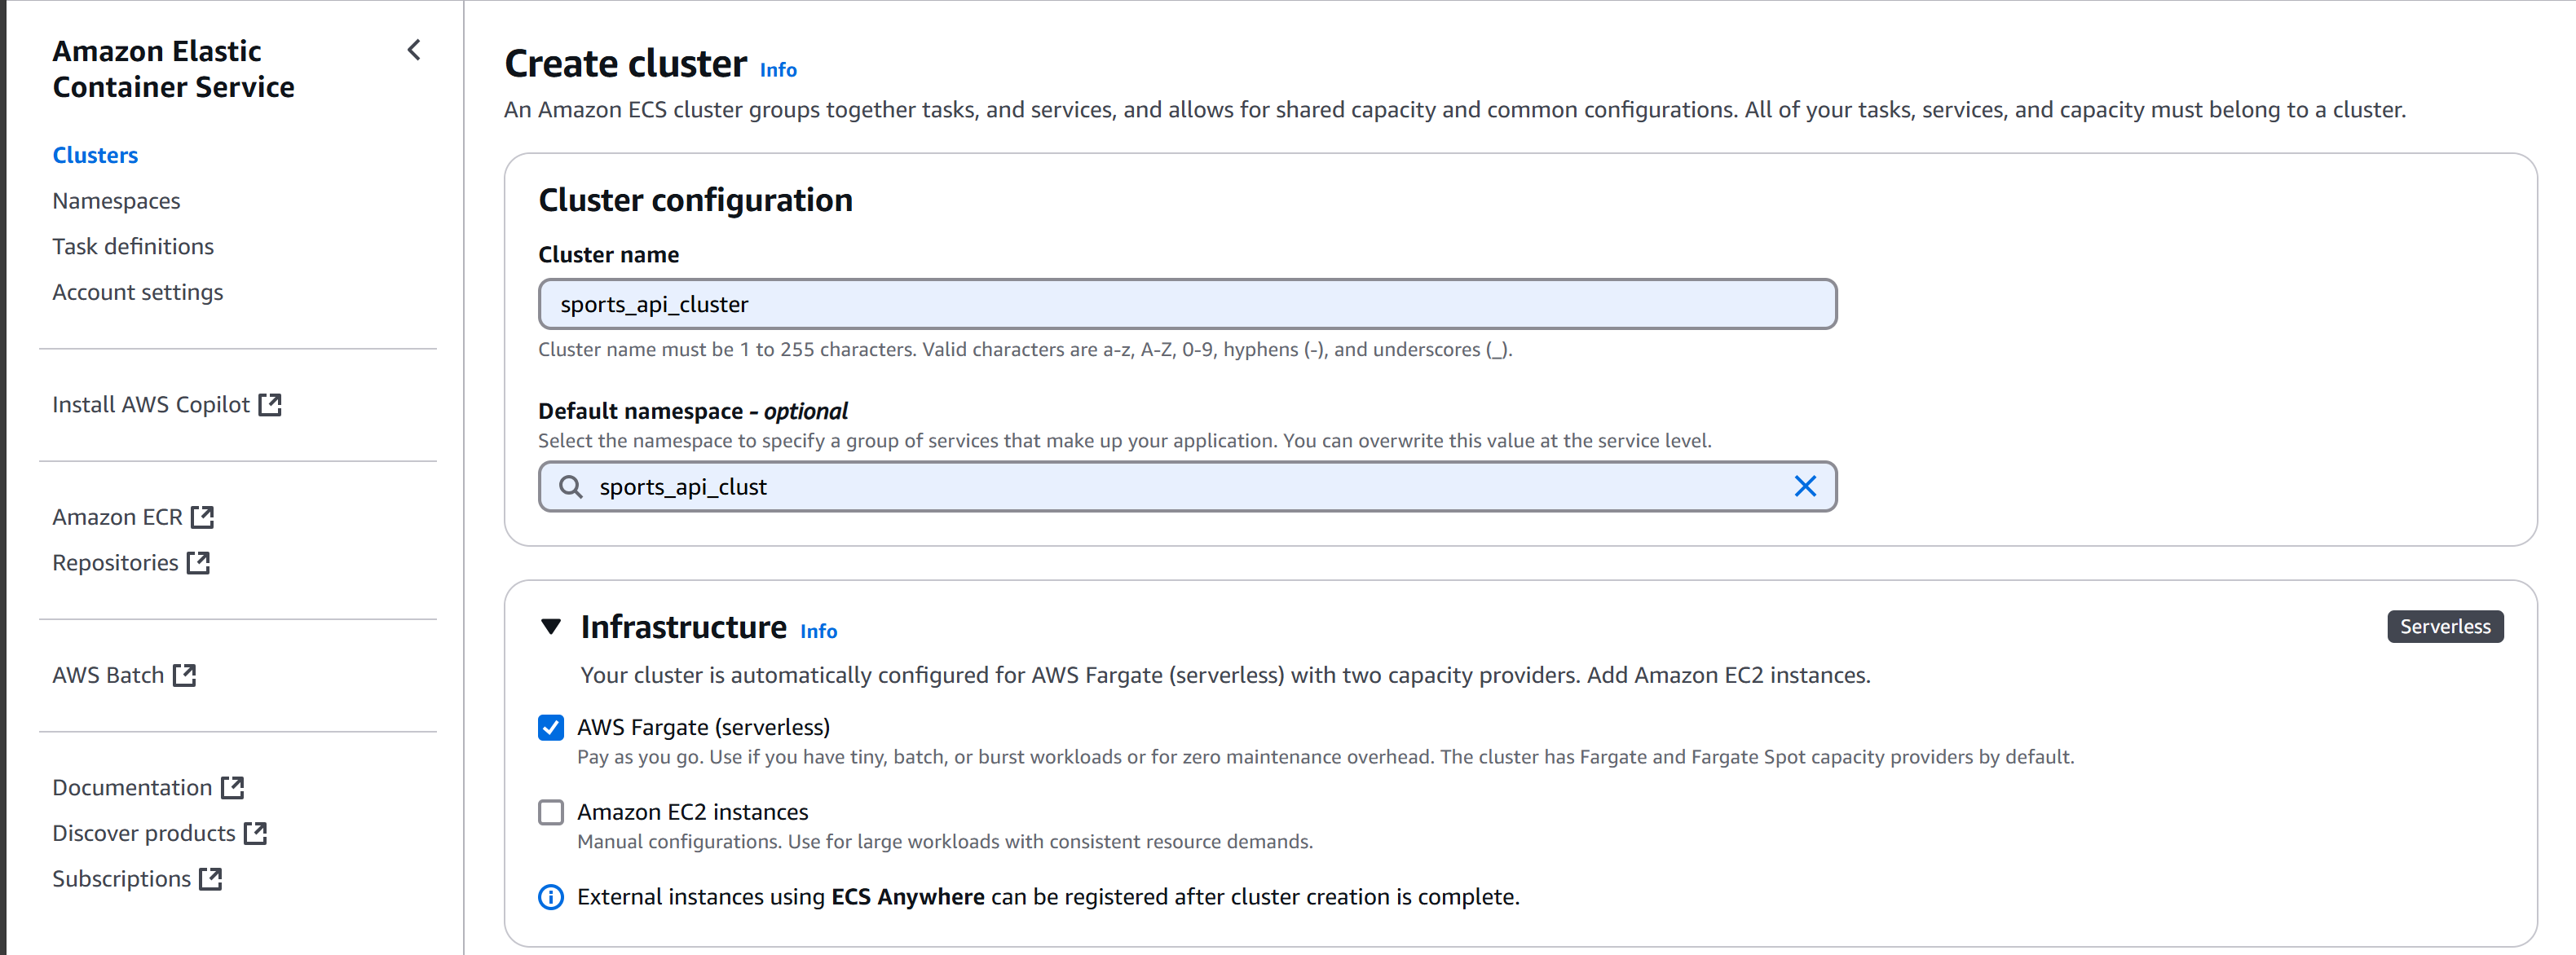 Amazon Elastic
Container Service
Clusters
Namespaces
Task definitions
Account settings
Install AWS Copilot
Amazon ECR
Repositories
AWS Batch
Documentation
Discover products
Subscriptions
Create cluster Info
An Amazon ECS cluster groups together tasks, and services, and allows for shared capacity and common configurations. All of your tasks, services, and capacity must belong to a cluster.
Cluster configuration
Cluster name
sports_api_cluster
Cluster name must be 1 to 255 characters. Valid characters are a-z, A-Z, 0-9, hyphens (-), and underscores (_).
Default namespace - optional
Select the namespace to specify a group of services that make up your application. You can overwrite this value at the service level.
sports_api_clust
Infrastructure Info
Serverless
Your cluster is automatically configured for AWS Fargate (serverless) with two capacity providers. Add Amazon EC2 instances.
AWS Fargate (serverless)
Pay as you go. Use if you have tiny, batch, or burst workloads or for zero maintenance overhead. The cluster has Fargate and Fargate Spot capacity providers by default.
Amazon EC2 instances
Manual configurations. Use for large workloads with consistent resource demands.
External instances using ECS Anywhere can be registered after cluster creation is complete.